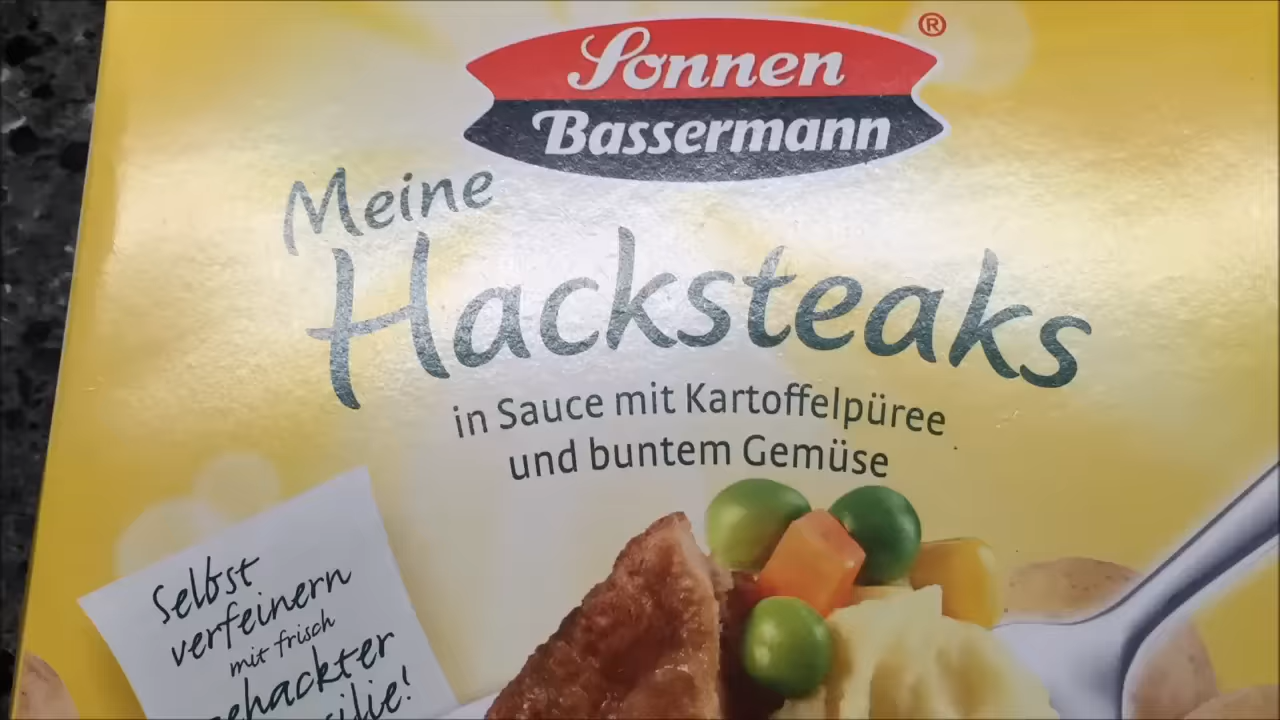 Sonnen
Bassermann
®
Meine
Hacksteaks
in Sauce mit Kartoffelpüree
und buntem Gemüse
Selbst
verfeinern
mit frisch